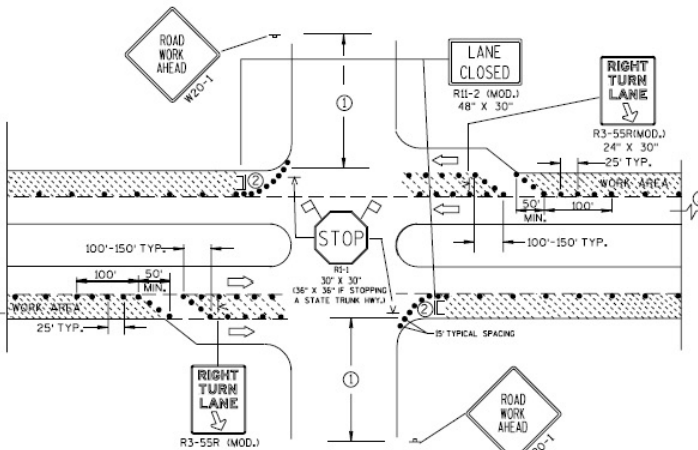 ROAD
WORK
AHEAD
W20-1
LANE
CLOSED
R11-2 (MOD.)
48" X 30"
RIGHT
TURN
LANE
R3-55R(MOD.)
24" X 30"
25' TYP.
①
②
WORK AREA
50'
MIN.
100'
100'-150' TYP.
STOP
R1-1
30" X 30"
(36" X 36" IF STOPPING
A STATE TRUNK HWY.)
100'-150' TYP.
100'
50'
MIN.
WORK AREA
25' TYP.
②
15' TYPICAL SPACING
①
RIGHT
TURN
LANE
R3-55R (MOD.)
ROAD
WORK
AHEAD